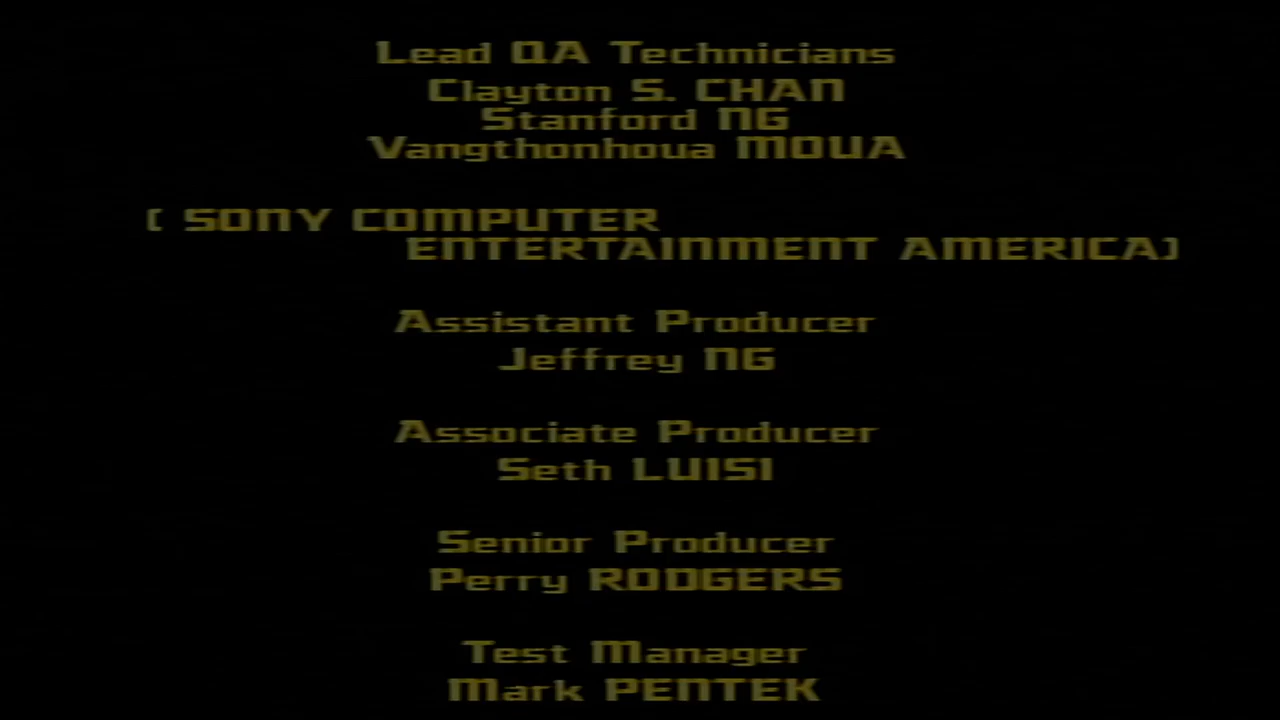 Lead QA Technicians
Clayton S. CHAN
Stanford NG
Vangthonhoua MOUA
[ SONY COMPUTER
ENTERTAINMENT AMERICA]
Assistant Producer
Jeffrey NG
Associate Producer
Seth LUISI
Senior Producer
Perry RODGERS
Test Manager
Mark PENTEK